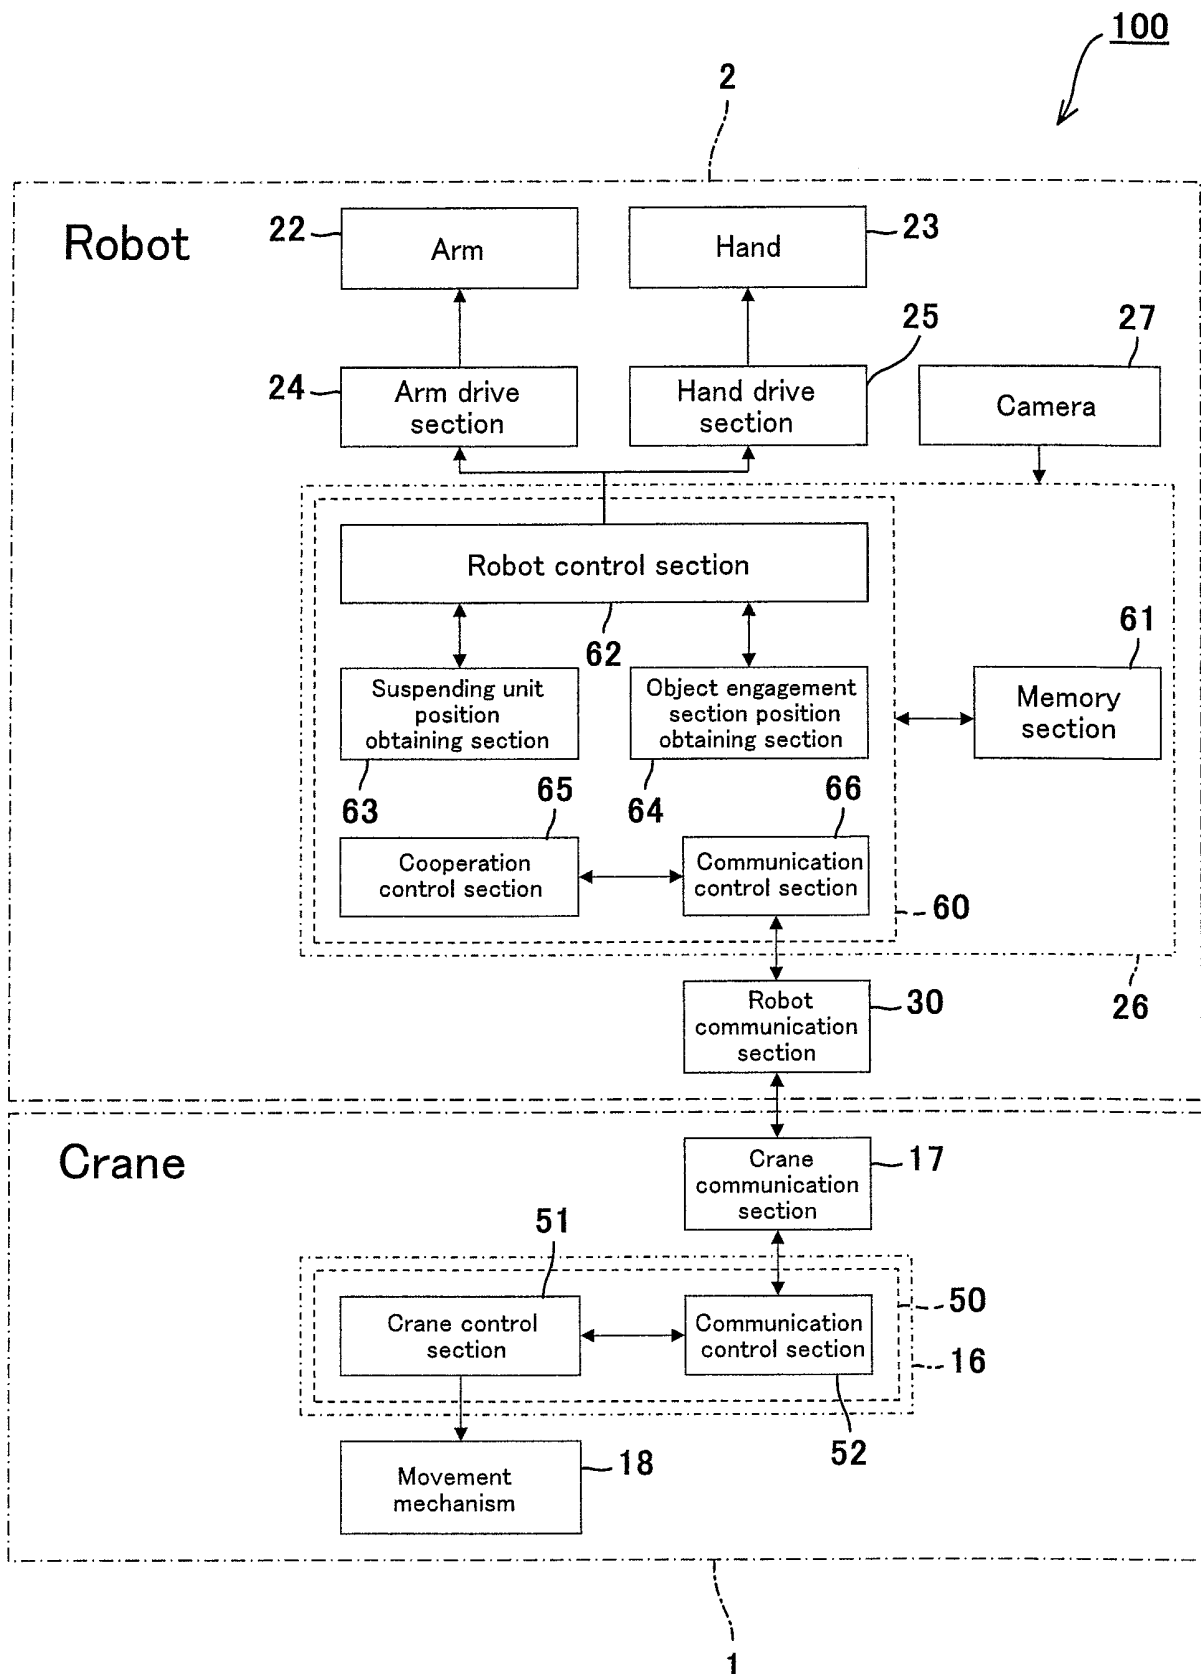 100
2
Robot
22
Arm
Hand
23
24
Arm drive
section
Hand drive
section
25
Camera
27
Robot control section
62
Suspending unit
position
obtaining section
63
Object engagement
section position
obtaining section
64
Memory
section
61
65
Cooperation
control section
66
Communication
control section
60
26
Robot
communication
section
30
Crane
Crane
communication
section
17
51
Crane control
section
Communication
control section
50
16
52
Movement
mechanism
18
1